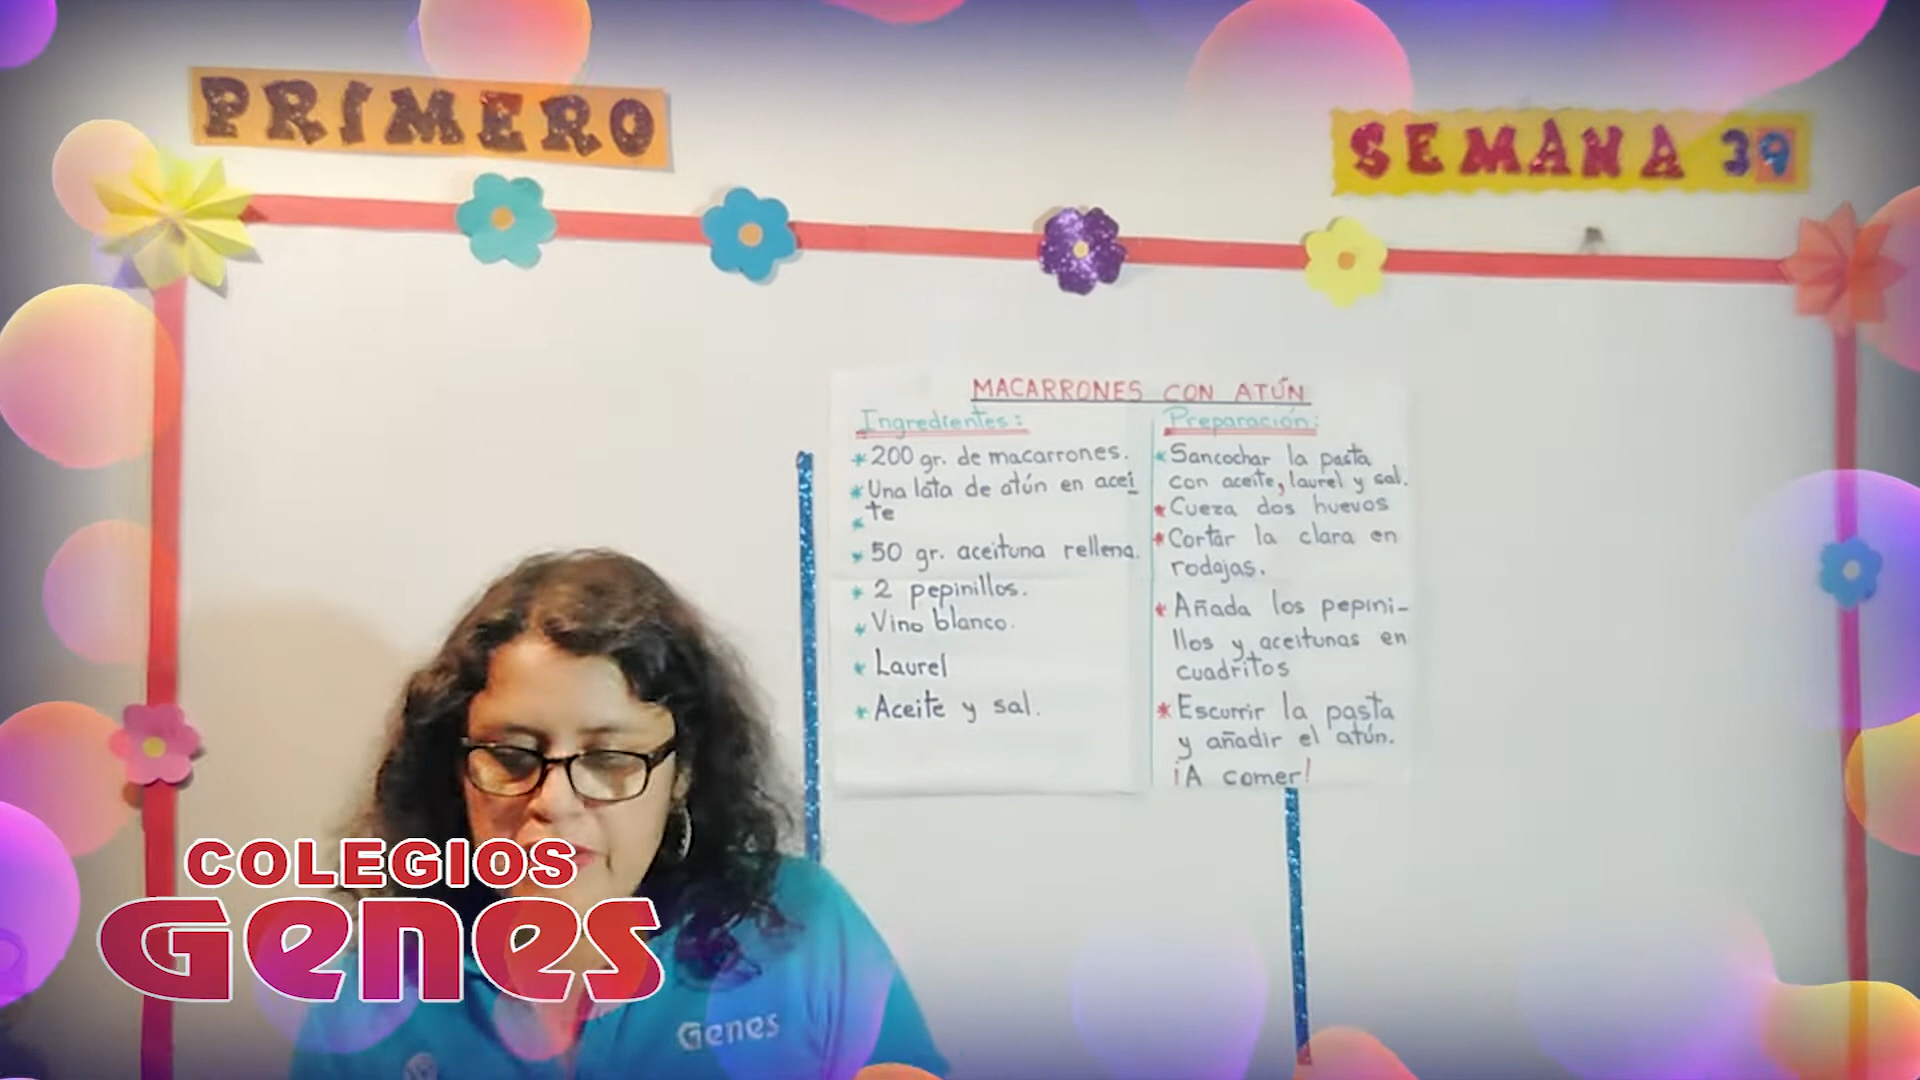 PRIMERO
SEMANA 39
MACARRONES CON ATÚN
Ingredientes:
* 200 gr. de macarrones.
* Una lata de atún en acei
* te
* 50 gr. aceituna rellena.
* 2 pepinillos.
* Vino blanco.
* Laurel
* Aceite y sal.
Preparación:
* Sancochar la pasta
con aceite, laurel y sal.
* Cueza dos huevos
* Cortar la clara en
rodajas.
* Añada los pepini-
llos y aceitunas en
cuadritos
* Escurrir la pasta
y añadir el atún.
¡A comer!
COLEGIOS
Genes
Genes